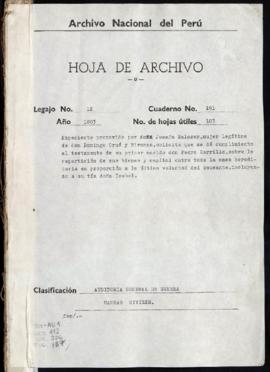 Archivo Nacional del Perú
HOJA DE ARCHIVO
Legajo No. 12 Cuaderno No. 191
Año 1803 No. de hojas útiles 103
Expediente promovido por doña Josefa Salazar, mujer legítima
de don Domingo Cruz y Viveros, solicita que se dé cumplimiento
al testamento de su primer marido don Pedro Carrillo, sobre la
repartición de sus bienes y capital entre toda la masa heredi-
taria en proporción a la última voluntad del causante, incluyen-
do a su tía doña Isabel.
Clasificación AUDITORIA GENERAL DE GUERRA
CAUSAS CIVILES.